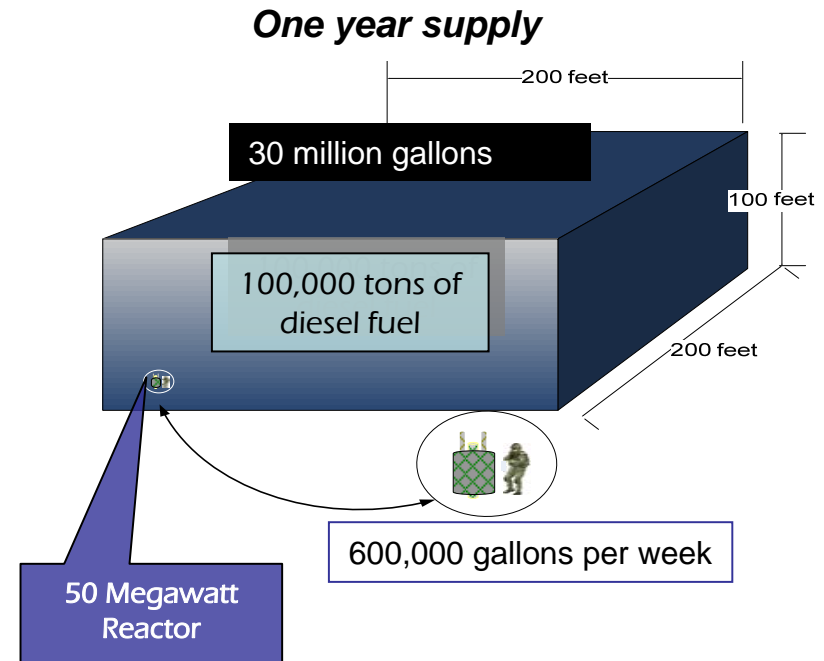 One year supply
200 feet
30 million gallons
100 feet
100,000 tons of
diesel fuel
200 feet
600,000 gallons per week
50 Megawatt
Reactor